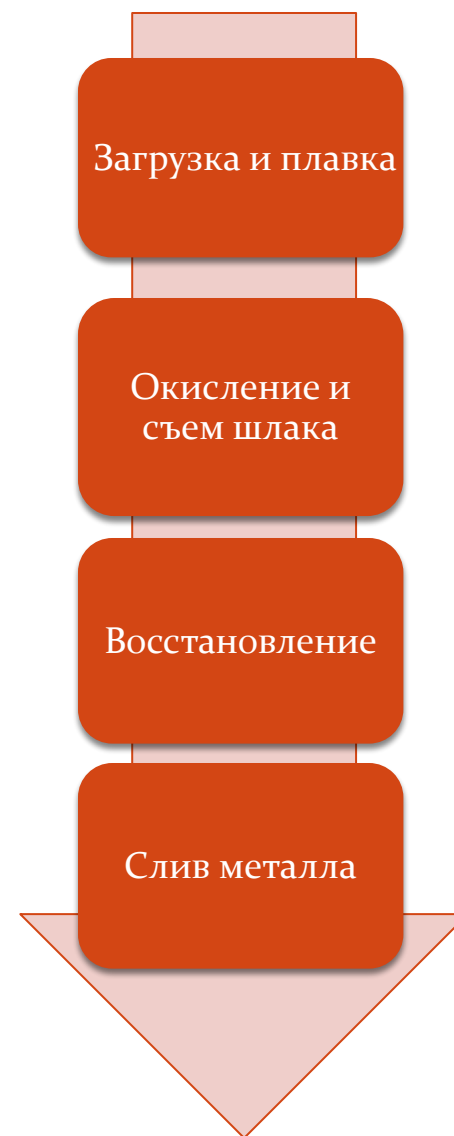 Загрузка и плавка
Окисление и
съем шлака
Восстановление
Слив металла